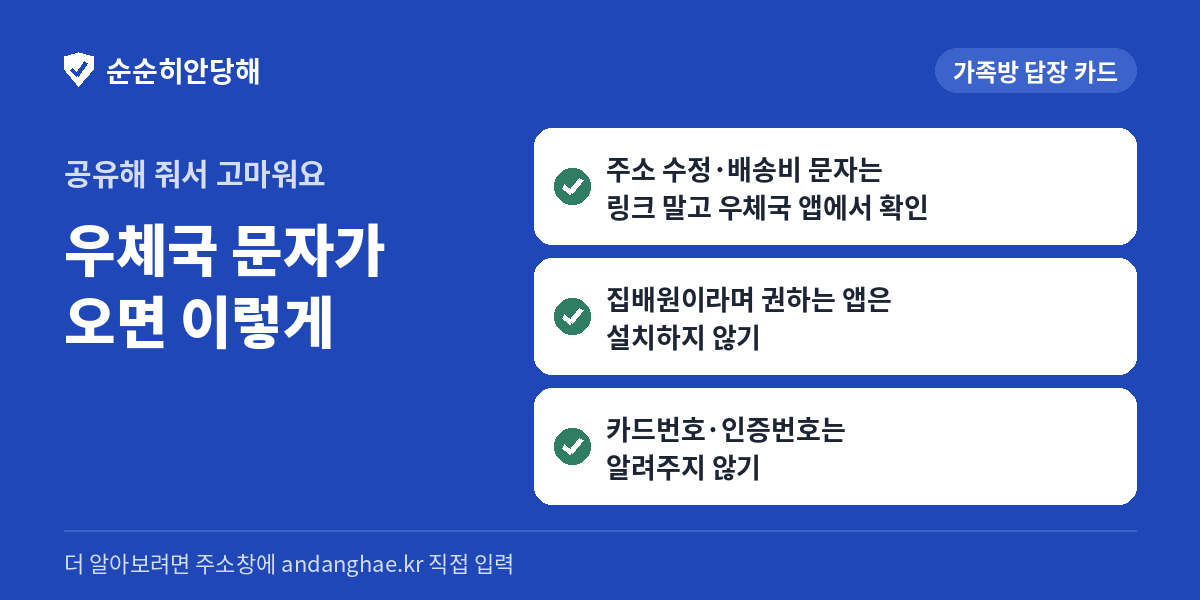 순순히안당해
가족방 답장 카드
공유해 줘서 고마워요
우체국 문자가
오면 이렇게
주소 수정·배송비 문자는
링크 말고 우체국 앱에서 확인
집배원이라며 권하는 앱은
설치하지 않기
카드번호·인증번호는
알려주지 않기
더 알아보려면 주소창에 andanghae.kr 직접 입력